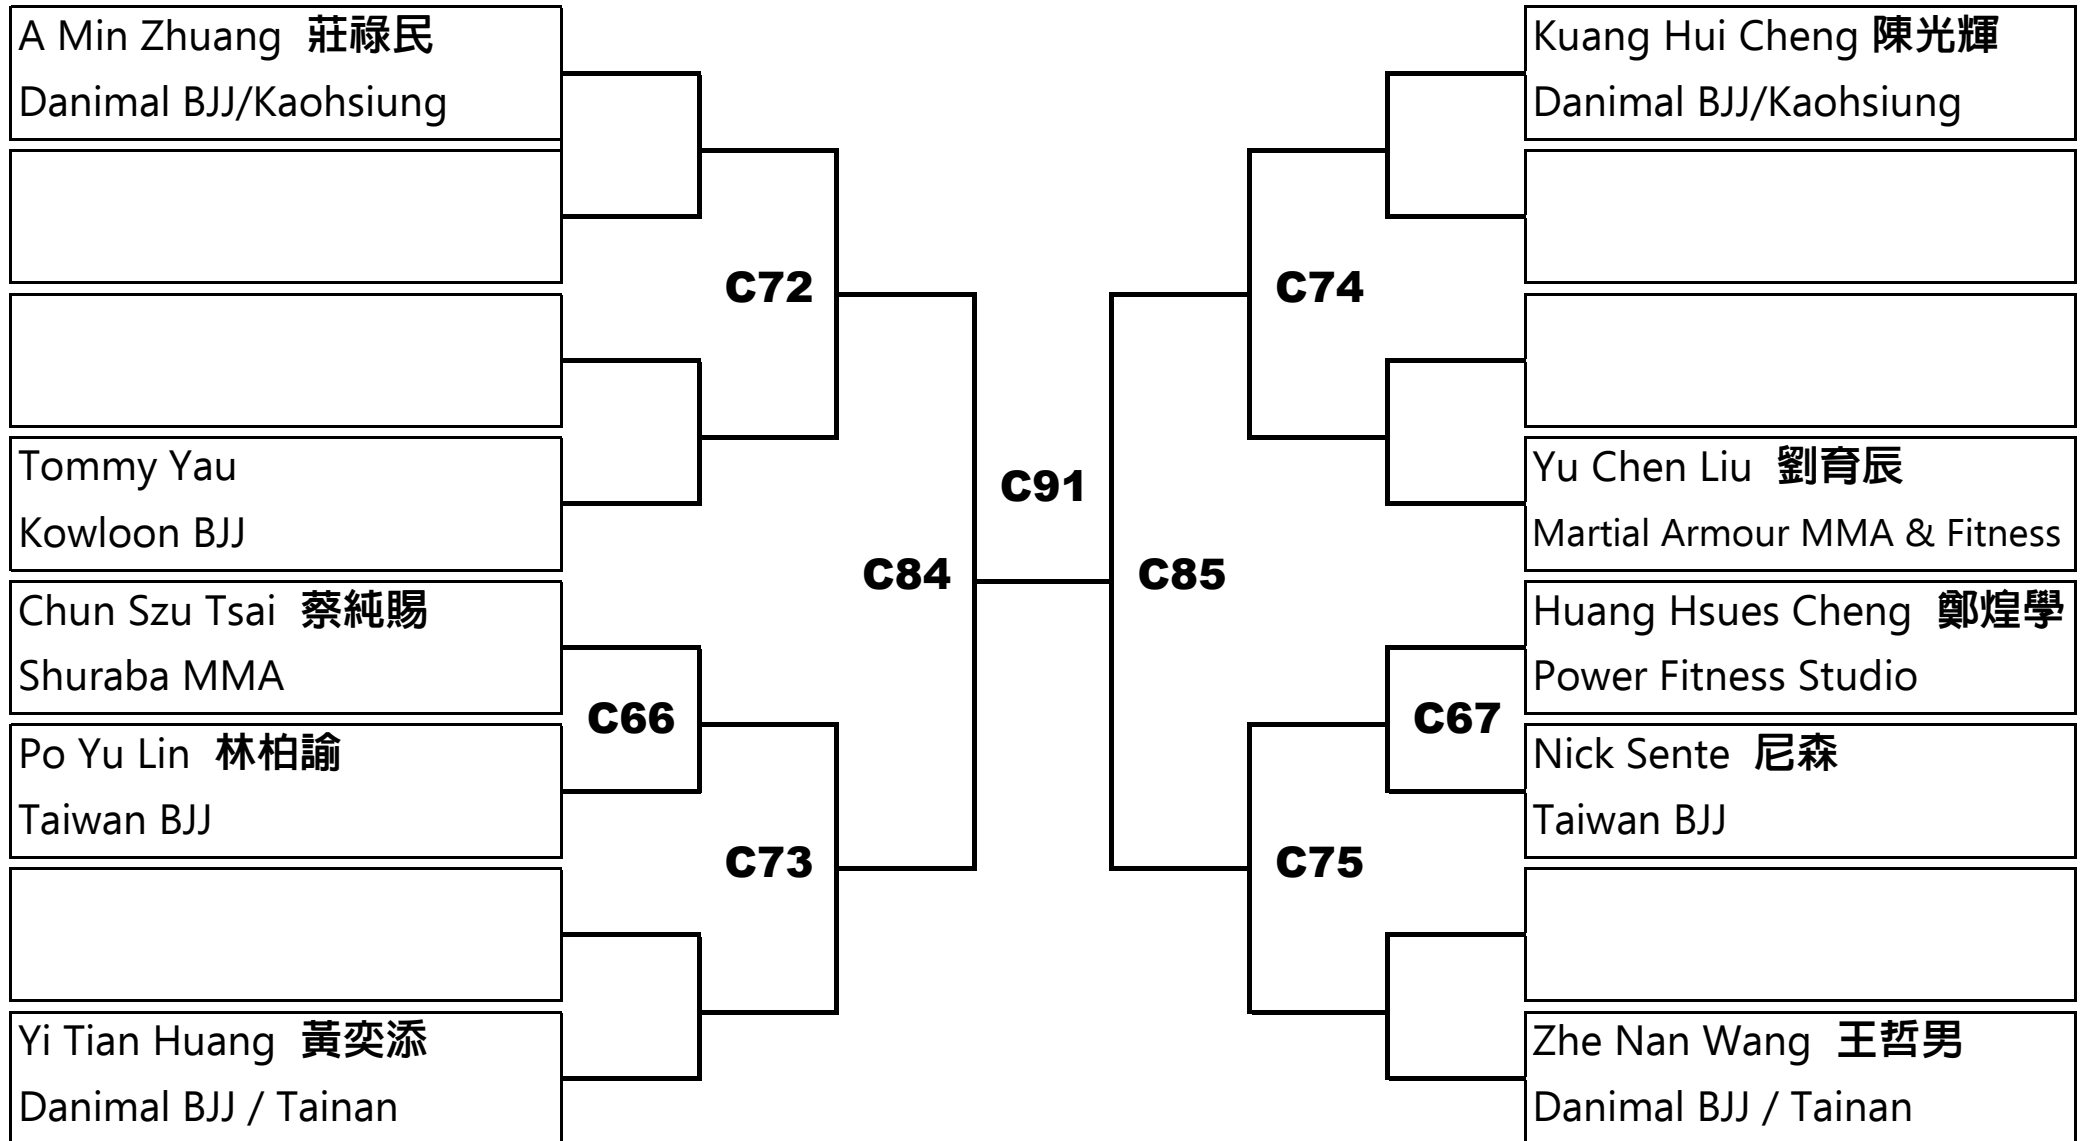 A Min Zhuang 莊祿民
Danimal BJJ/Kaohsiung
Tommy Yau
Kowloon BJJ
Chun Szu Tsai 蔡純賜
Shuraba MMA
Po Yu Lin 林柏諭
Taiwan BJJ
Yi Tian Huang 黃奕添
Danimal BJJ / Tainan
C66
C72
C73
C84
C91
C85
C74
C75
C67
Kuang Hui Cheng 陳光輝
Danimal BJJ/Kaohsiung
Yu Chen Liu 劉育辰
Martial Armour MMA & Fitness
Huang Hsues Cheng 鄭煌學
Power Fitness Studio
Nick Sente 尼森
Taiwan BJJ
Zhe Nan Wang 王哲男
Danimal BJJ / Tainan